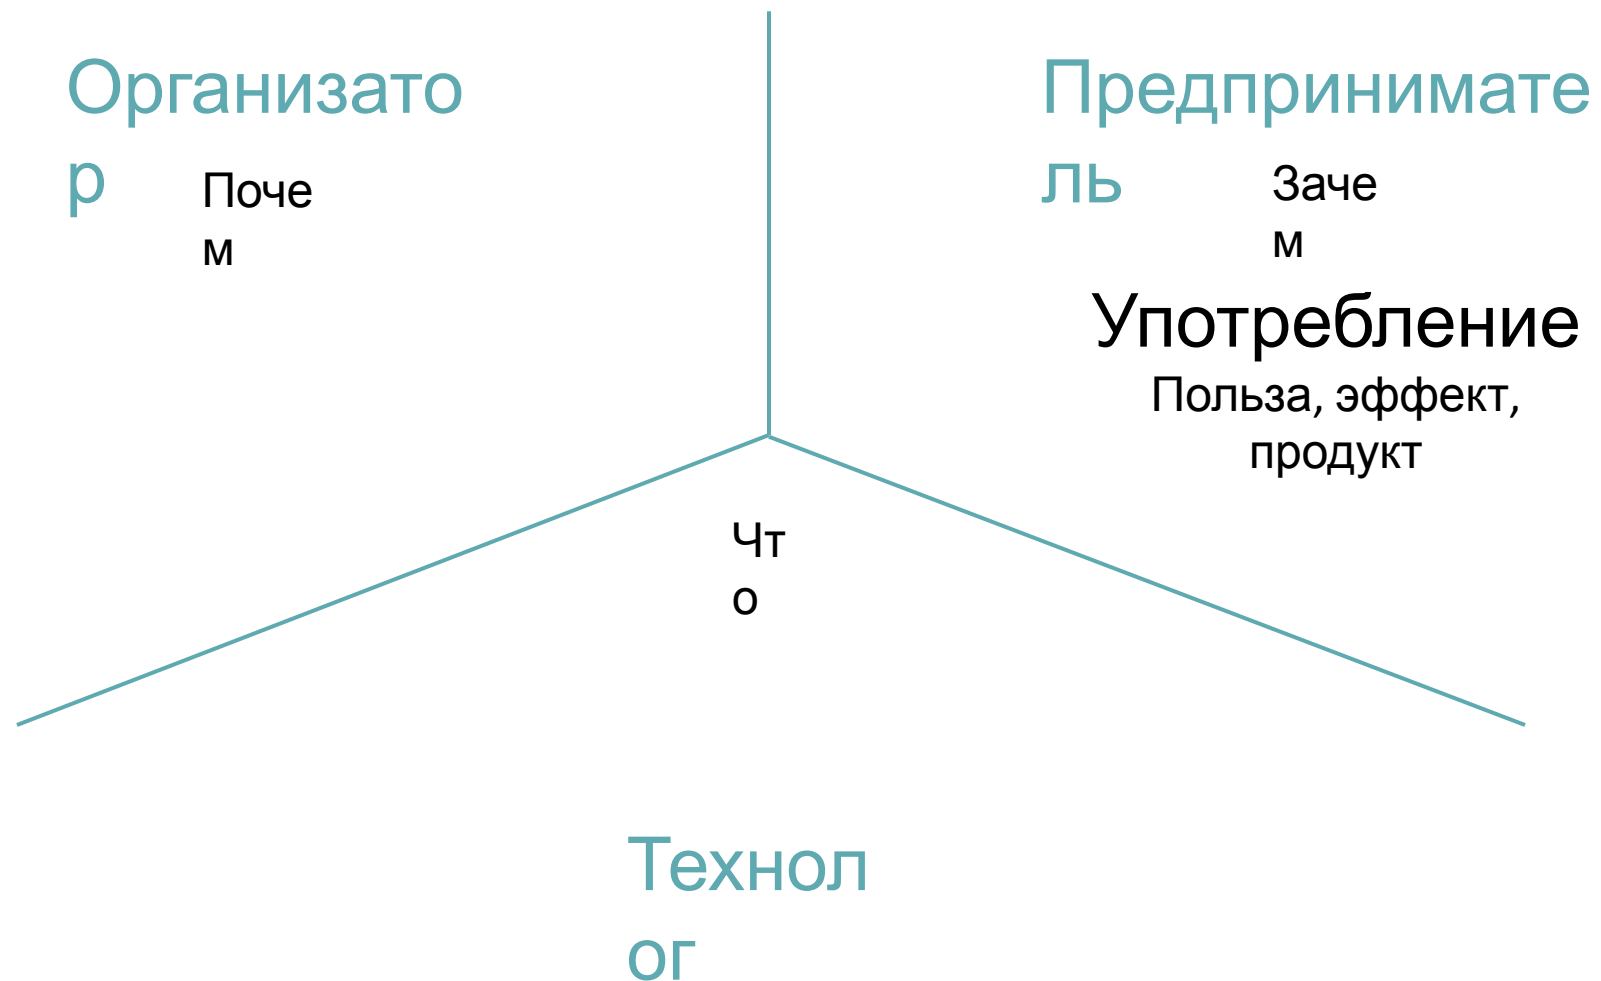 Организато
р
Поче
м
Предпринимате
ль
Заче
м
Употребление
Польза, эффект,
продукт
Чт
о
Технол
ог